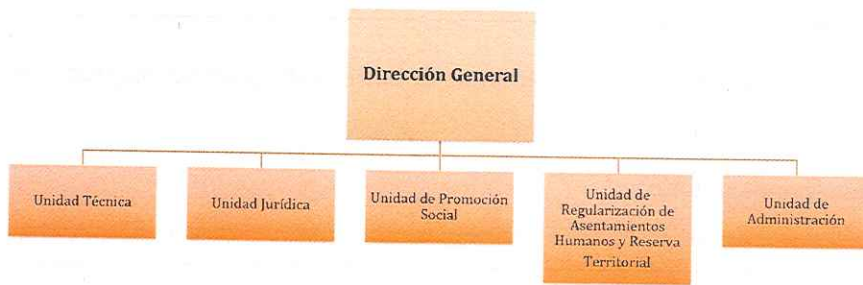 Dirección General
Unidad Técnica
Unidad Jurídica
Unidad de Promoción
Social
Unidad de
Regularización de
Asentamientos
Humanos y Reserva
Territorial
Unidad de
Administración